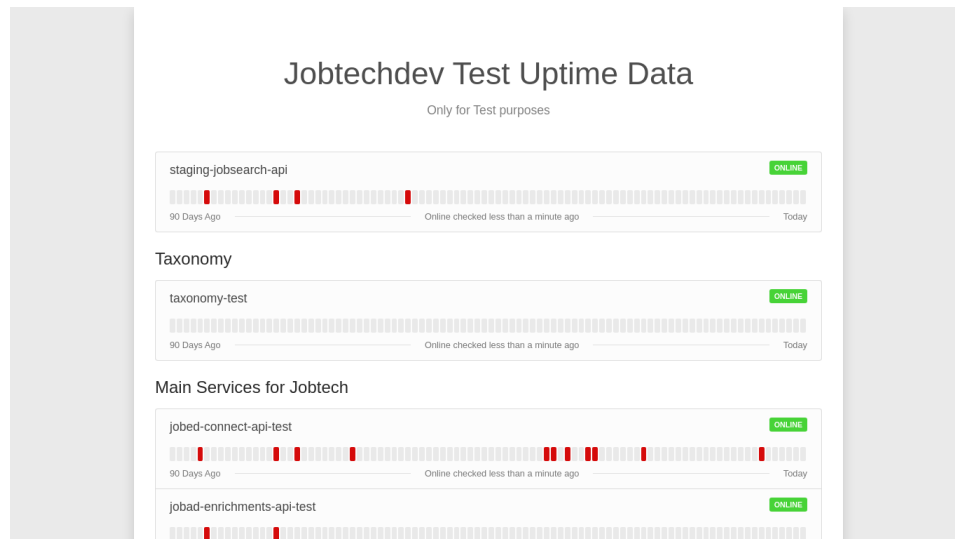 Jobtechdev Test Uptime Data
Only for Test purposes
staging-jobsearch-api
ONLINE
90 Days Ago
Online checked less than a minute ago
Today
Taxonomy
taxonomy-test
ONLINE
90 Days Ago
Online checked less than a minute ago
Today
Main Services for Jobtech
jobed-connect-api-test
ONLINE
90 Days Ago
Online checked less than a minute ago
Today
jobad-enrichments-api-test
ONLINE